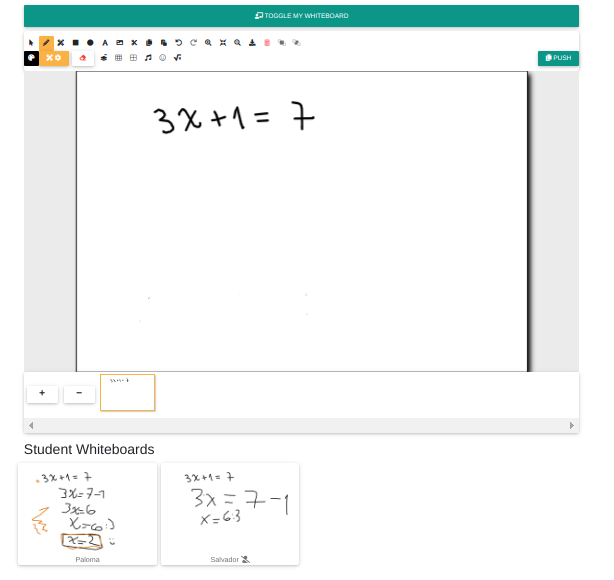 TOGGLE MY WHITEBOARD
PUSH
3x+1= 7
3x+1= 7
Student Whiteboards
3x+1= 7
3x=7-1
3x=6
x=6:3
x=2
Paloma
3x+1= 7
3x = 7-1
x=6:3
Salvador